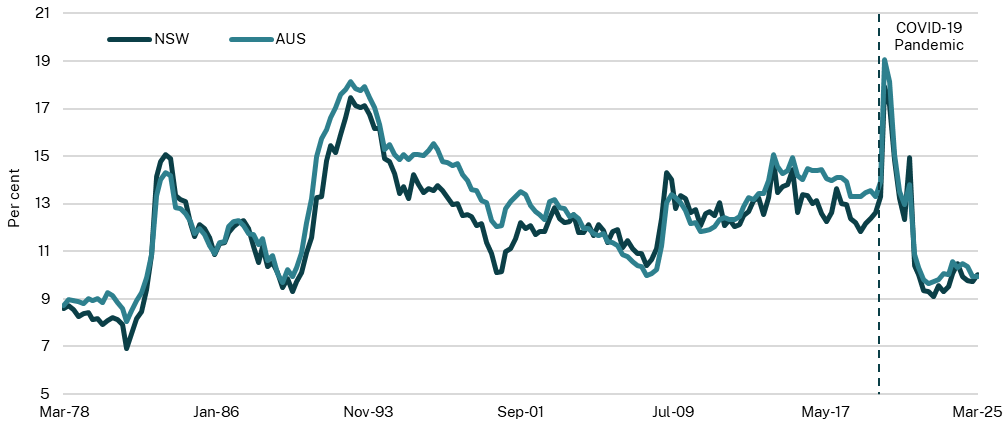 21
19
17
15
13
11
9
7
5
Per cent
NSW
AUS
COVID-19
Pandemic
Mar-78
Jan-86
Nov-93
Sep-01
Jul-09
May-17
Mar-25